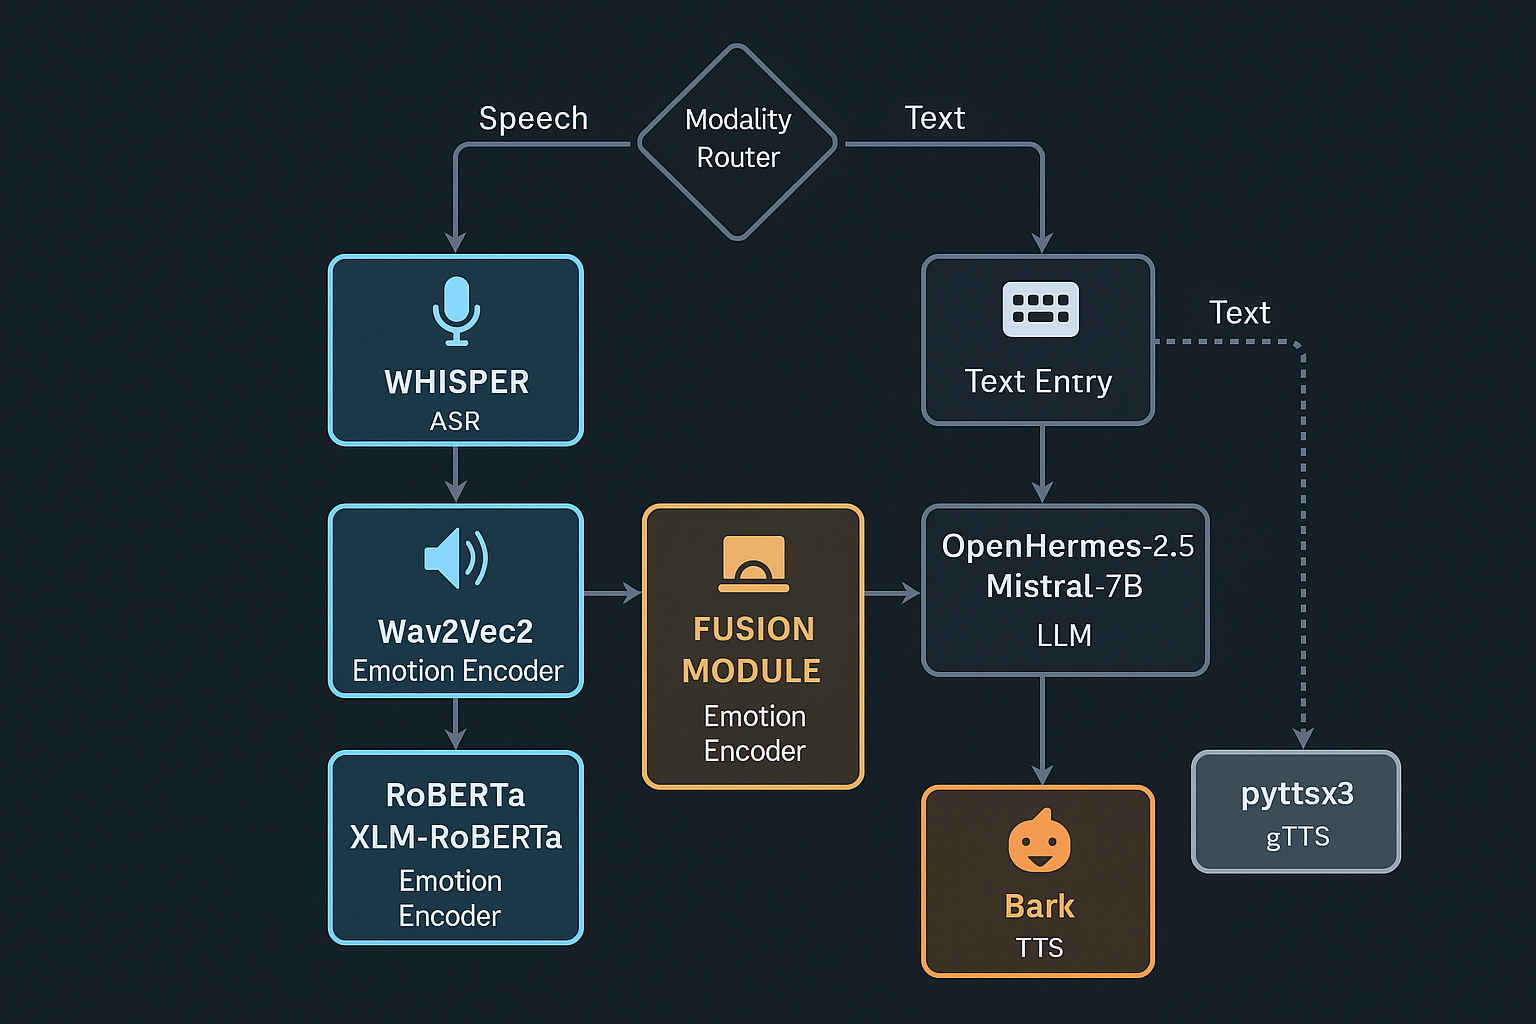 Speech
Modality
Router
Text
WHISPER
ASR
Text Entry
Text
Wav2Vec2
Emotion Encoder
FUSION
MODULE
Emotion
Encoder
OpenHermes-2.5
Mistral-7B
LLM
RoBERTa
XLM-RoBERTa
Emotion
Encoder
Bark
TTS
pyttsx3
gTTS